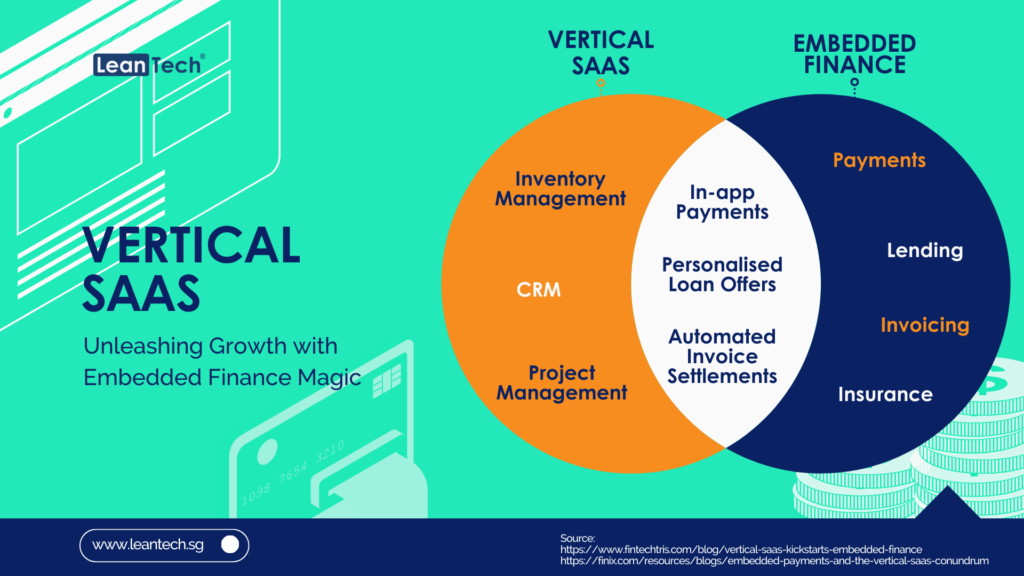 LeanTech®
VERTICAL
SAAS
Unleashing Growth with
Embedded Finance Magic
1098 7654 3210
VERTICAL
SAAS
EMBEDDED
FINANCE
Inventory
Management
CRM
Project
Management
In-app
Payments
Personalised
Loan Offers
Automated
Invoice
Settlements
Payments
Lending
Invoicing
Insurance
$
www.leantech.sg
Source:
https://www.fintechtris.com/blog/vertical-saas-kickstarts-embedded-finance
https://finix.com/resources/blogs/embedded-payments-and-the-vertical-saas-conundrum